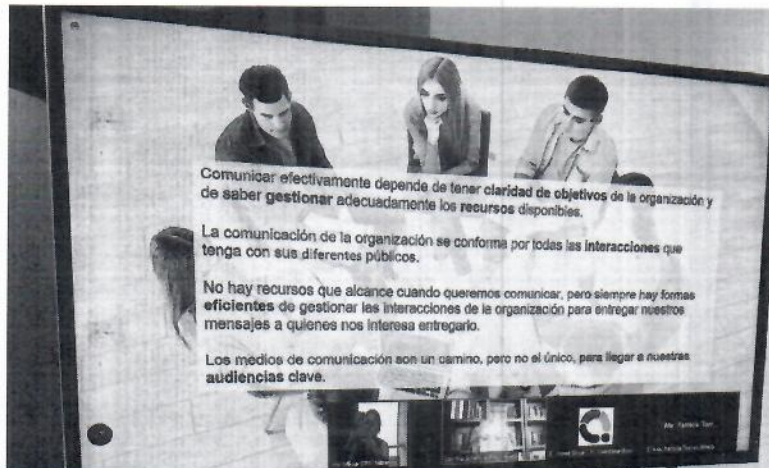 Comunicar efectivamente depende de tener claridad de objetivos de la organización y
de saber gestionar adecuadamente los recursos disponibles.
La comunicación de la organización se conforma por todas las interacciones que
tenga con sus diferentes públicos.
No hay recursos que alcance cuando queremos comunicar, pero siempre hay formas
eficientes de gestionar las interacciones de la organización para entregar nuestros
mensajes a quienes nos interesa entregarlo.
Los medios de comunicación son un camino, pero no el único, para llegar a nuestras
audiencias clave.